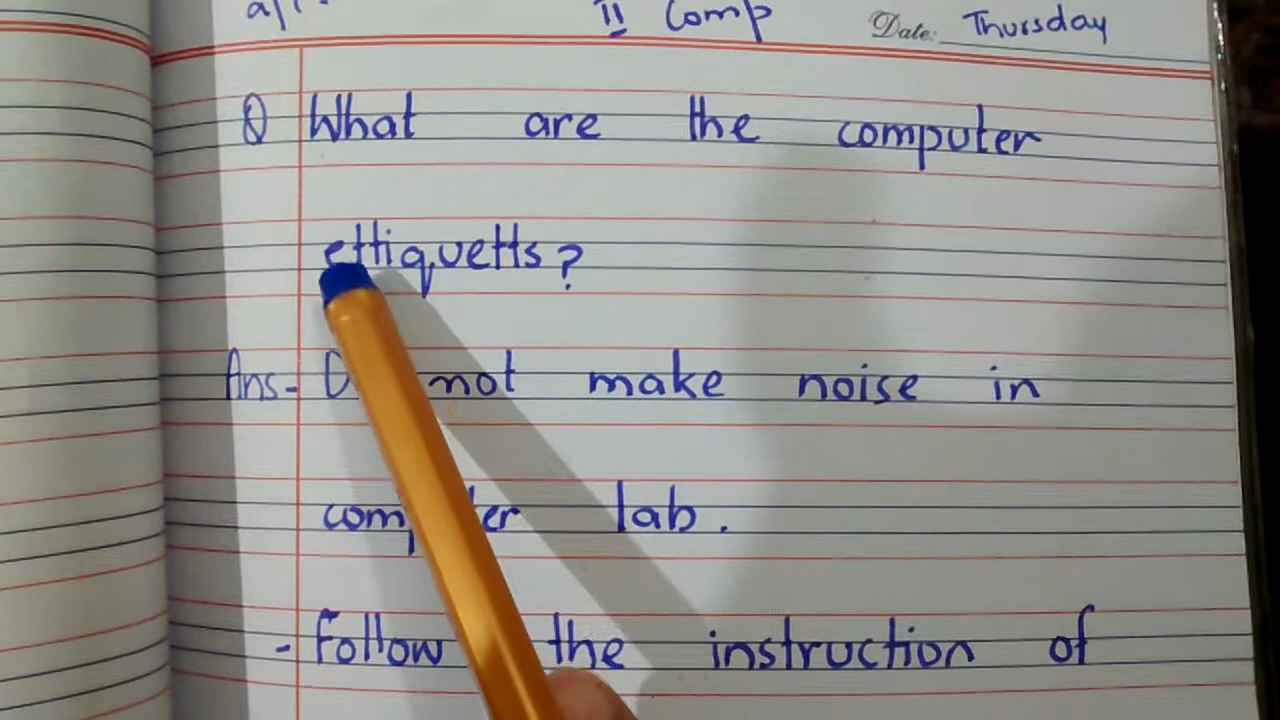 II Comp Date: Thursday
Q What are the computer
ettiquetts?
Ans- not make noise in
lab.
- Follow the instruction of